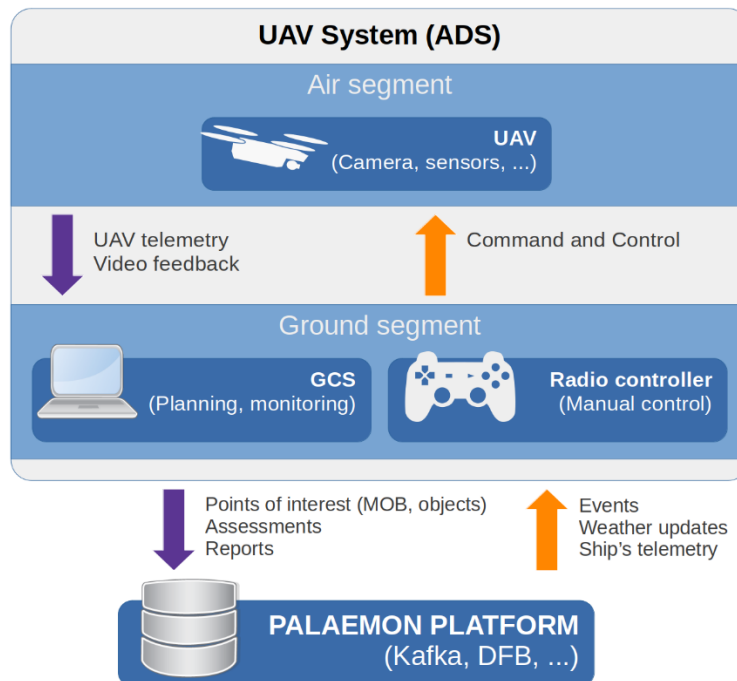 UAV System (ADS)
Air segment
UAV
(Camera, sensors, ...)
UAV telemetry
Video feedback
Command and Control
Ground segment
GCS
(Planning, monitoring)
Radio controller
(Manual control)
Points of interest (MOB, objects)
Assessments
Reports
Events
Weather updates
Ship's telemetry
PALAEMON PLATFORM
(Kafka, DFB, ...)